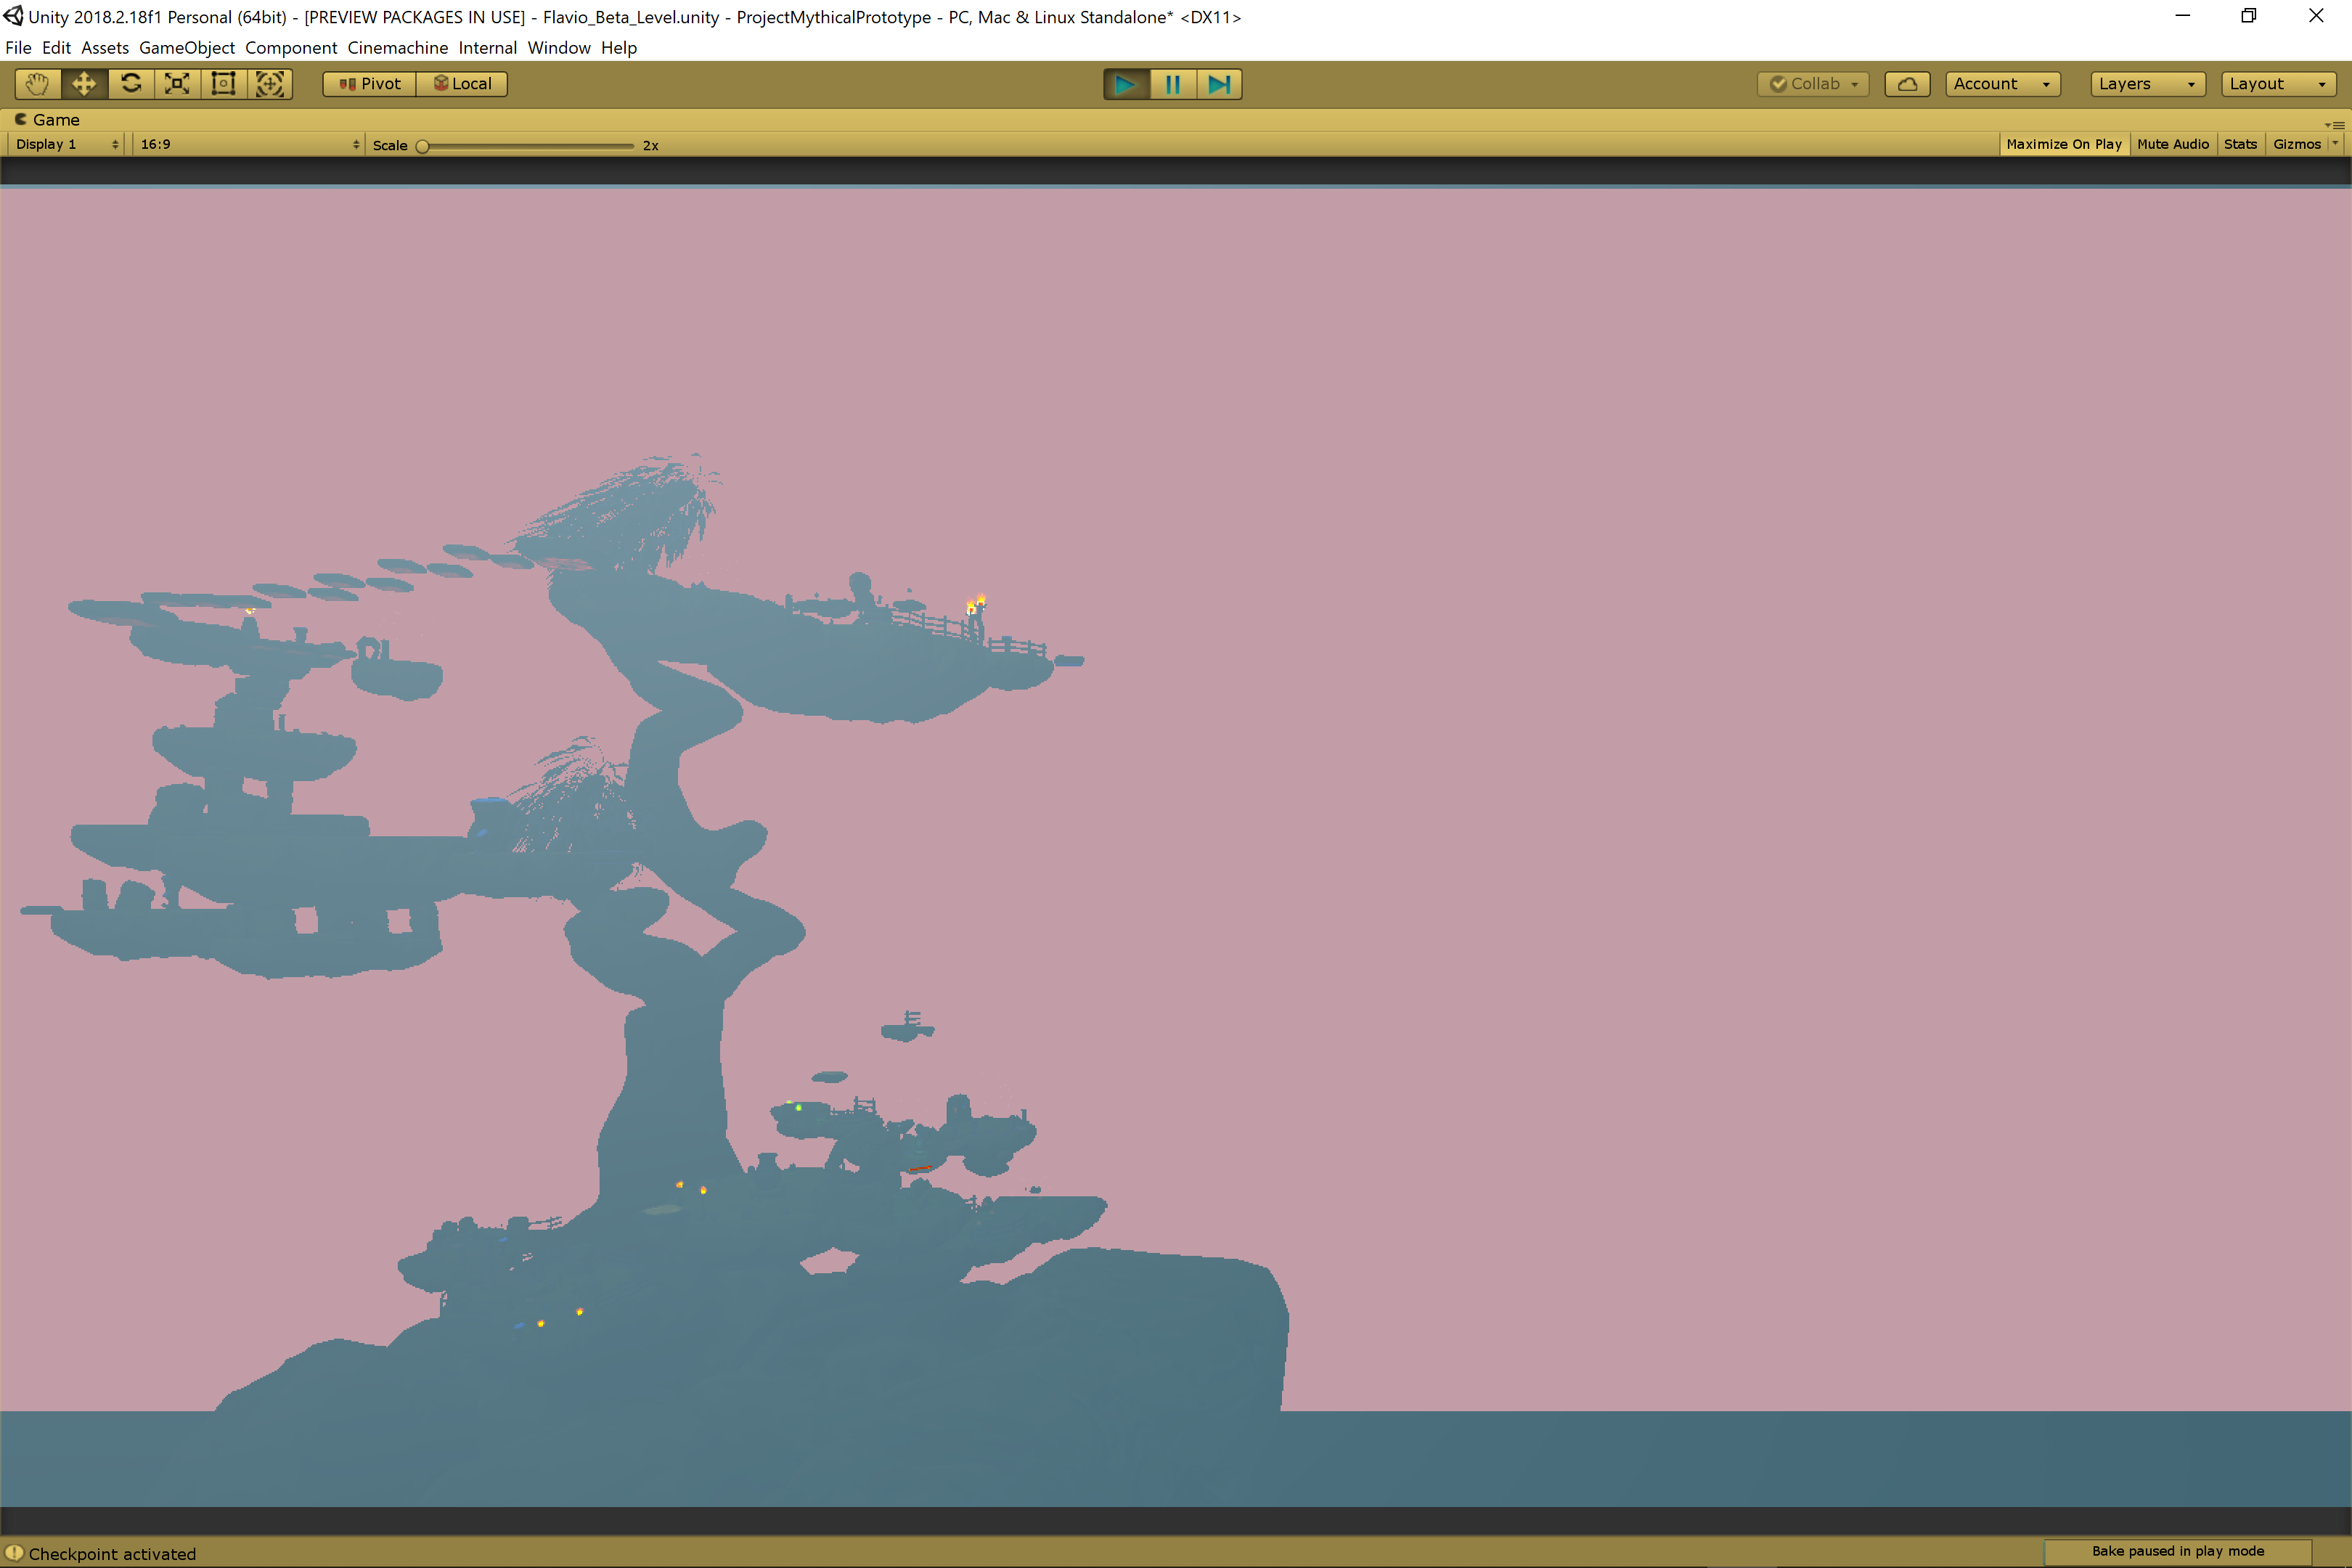 Unity 2018.2.18f1 Personal (64bit) - [PREVIEW PACKAGES IN USE] - Flavio_Beta_Level.unity - ProjectMythicalPrototype - PC, Mac & Linux Standalone* <DX11>
File Edit Assets GameObject Component Cinemachine Internal Window Help
Pivot Local Collab Account Layers Layout
Game
Display 1 16:9 Scale 2x Maximize On Play Mute Audio Stats Gizmos
Checkpoint activated Bake paused in play mode